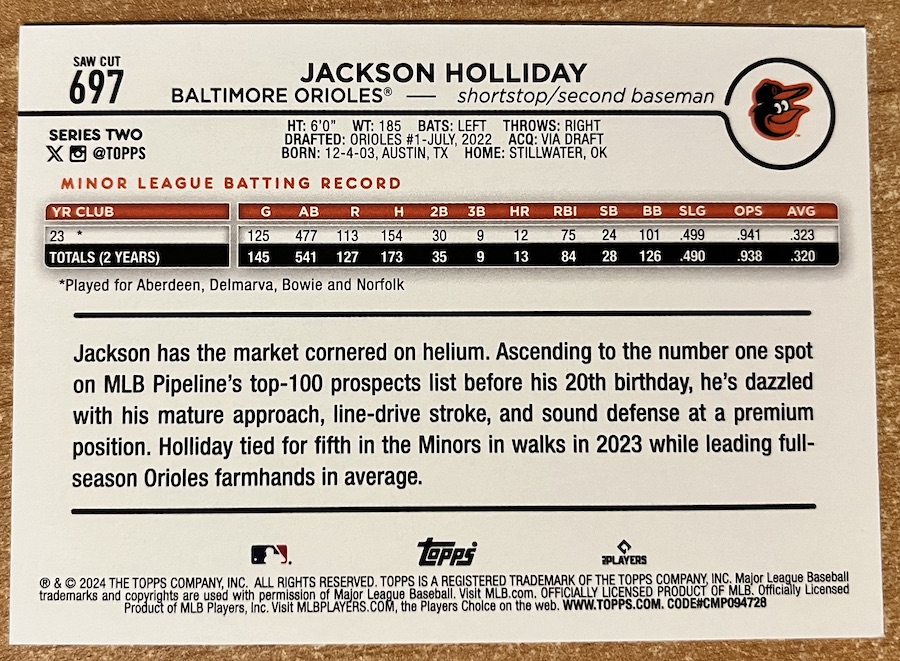 SAW CUT
697
JACKSON HOLLIDAY
BALTIMORE ORIOLES® — shortstop/second baseman
SERIES TWO
@TOPPS
HT: 6'0" WT: 185 BATS: LEFT THROWS: RIGHT
DRAFTED: ORIOLES #1-JULY, 2022 ACQ: VIA DRAFT
BORN: 12-4-03, AUSTIN, TX HOME: STILLWATER, OK
MINOR LEAGUE BATTING RECORD
YR CLUB G AB R H 2B 3B HR RBI SB BB SLG OPS AVG
23 * 125 477 113 154 30 9 12 75 24 101 .499 .941 .323
TOTALS (2 YEARS) 145 541 127 173 35 9 13 84 28 126 .490 .938 .320
*Played for Aberdeen, Delmarva, Bowie and Norfolk
Jackson has the market cornered on helium. Ascending to the number one spot
on MLB Pipeline's top-100 prospects list before his 20th birthday, he's dazzled
with his mature approach, line-drive stroke, and sound defense at a premium
position. Holliday tied for fifth in the Minors in walks in 2023 while leading full-
season Orioles farmhands in average.
Topps
PLAYERS
® & © 2024 THE TOPPS COMPANY, INC. ALL RIGHTS RESERVED. TOPPS IS A REGISTERED TRADEMARK OF THE TOPPS COMPANY, INC. Major League Baseball
trademarks and copyrights are used with permission of Major League Baseball. Visit MLB.com. OFFICIALLY LICENSED PRODUCT OF MLB. Officially Licensed
Product of MLB Players, Inc. Visit MLBPLAYERS.COM, the Players Choice on the web. WWW.TOPPS.COM. CODE#CMP094728